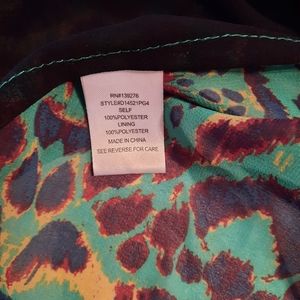 RN#139276
STYLE#D14521PG4
SELF
100%POLYESTER
LINING
100%POLYESTER
MADE IN CHINA
SEE REVERSE FOR CARE